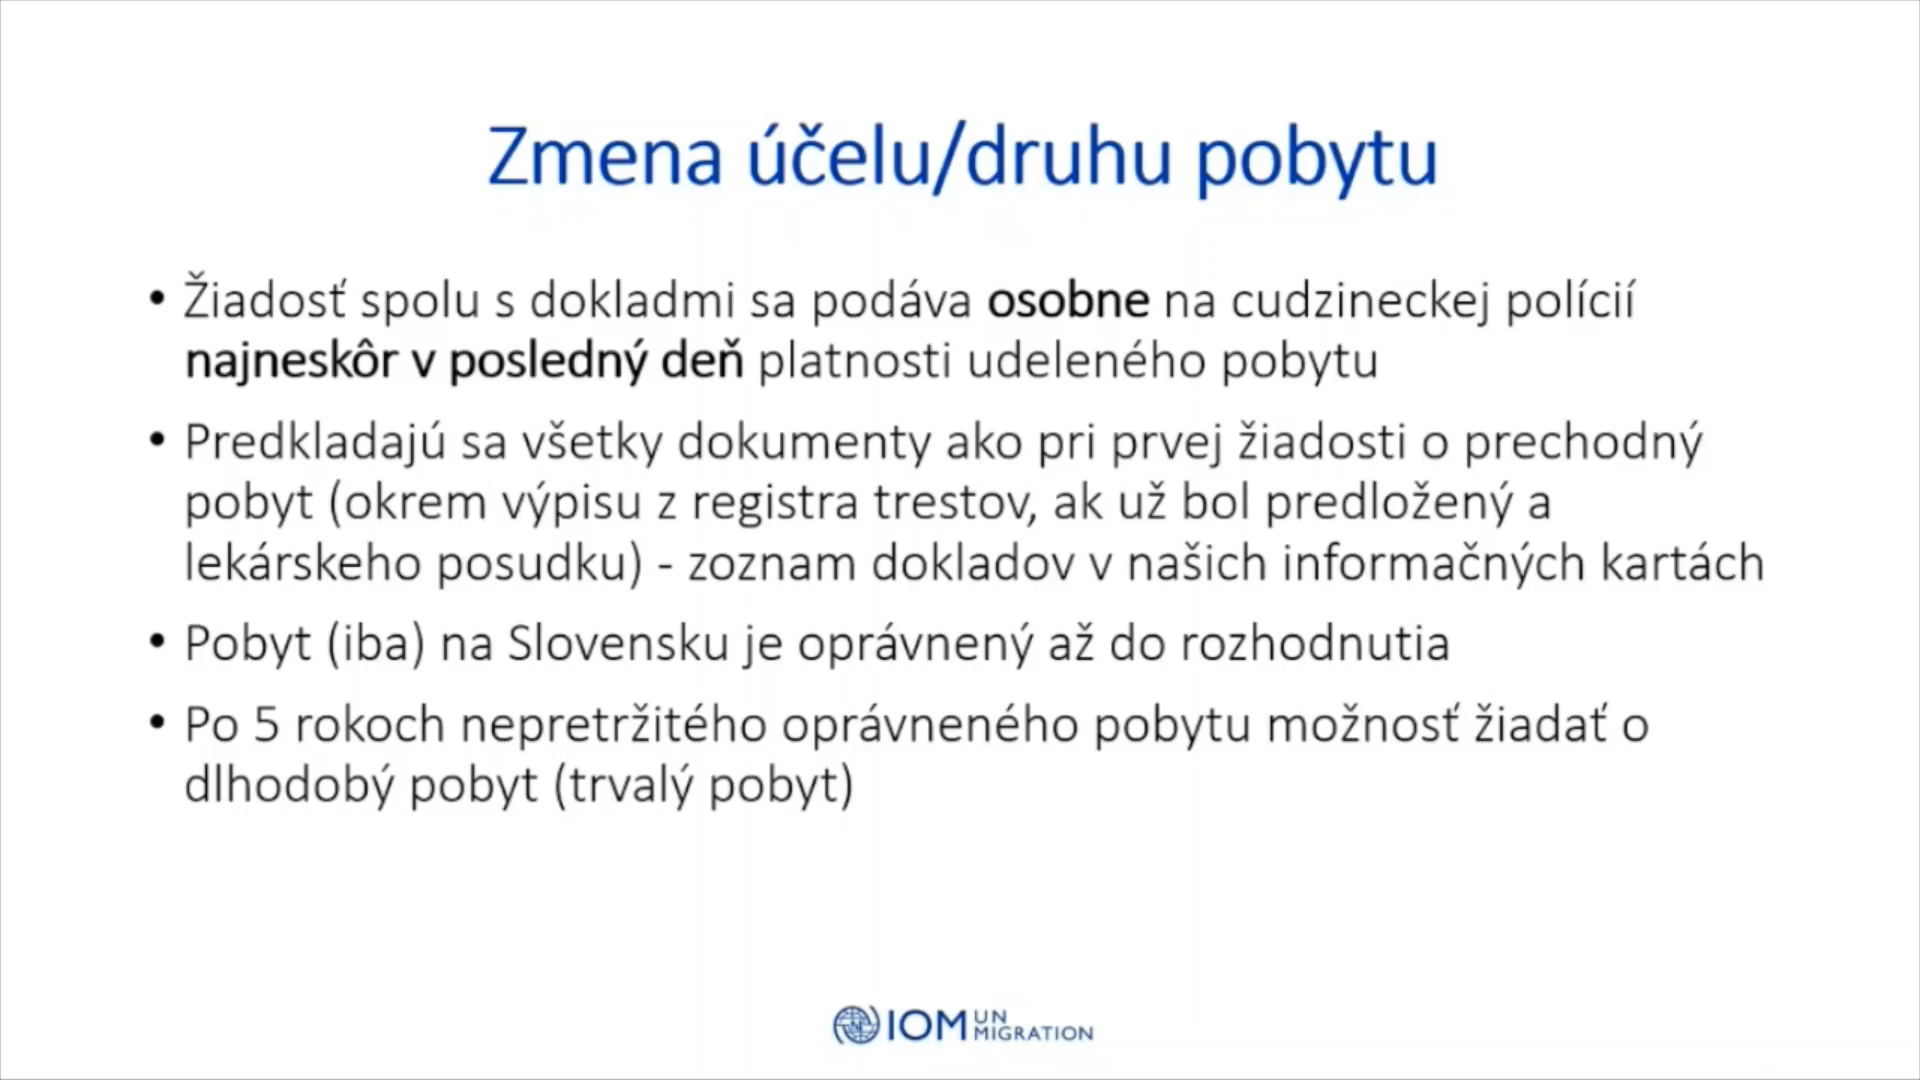 Zmena účelu/druhu pobytu
• Žiadosť spolu s dokladmi sa podáva osobne na cudzineckej polícií
najneskôr v posledný deň platnosti udeleného pobytu
• Predkladajú sa všetky dokumenty ako pri prvej žiadosti o prechodný
pobyt (okrem výpisu z registra trestov, ak už bol predložený a
lekárskeho posudku) - zoznam dokladov v našich informačných kartách
• Pobyt (iba) na Slovensku je oprávnený až do rozhodnutia
• Po 5 rokoch nepretržitého oprávneného pobytu možnosť žiadať o
dlhodobý pobyt (trvalý pobyt)
IOM UN
MIGRATION